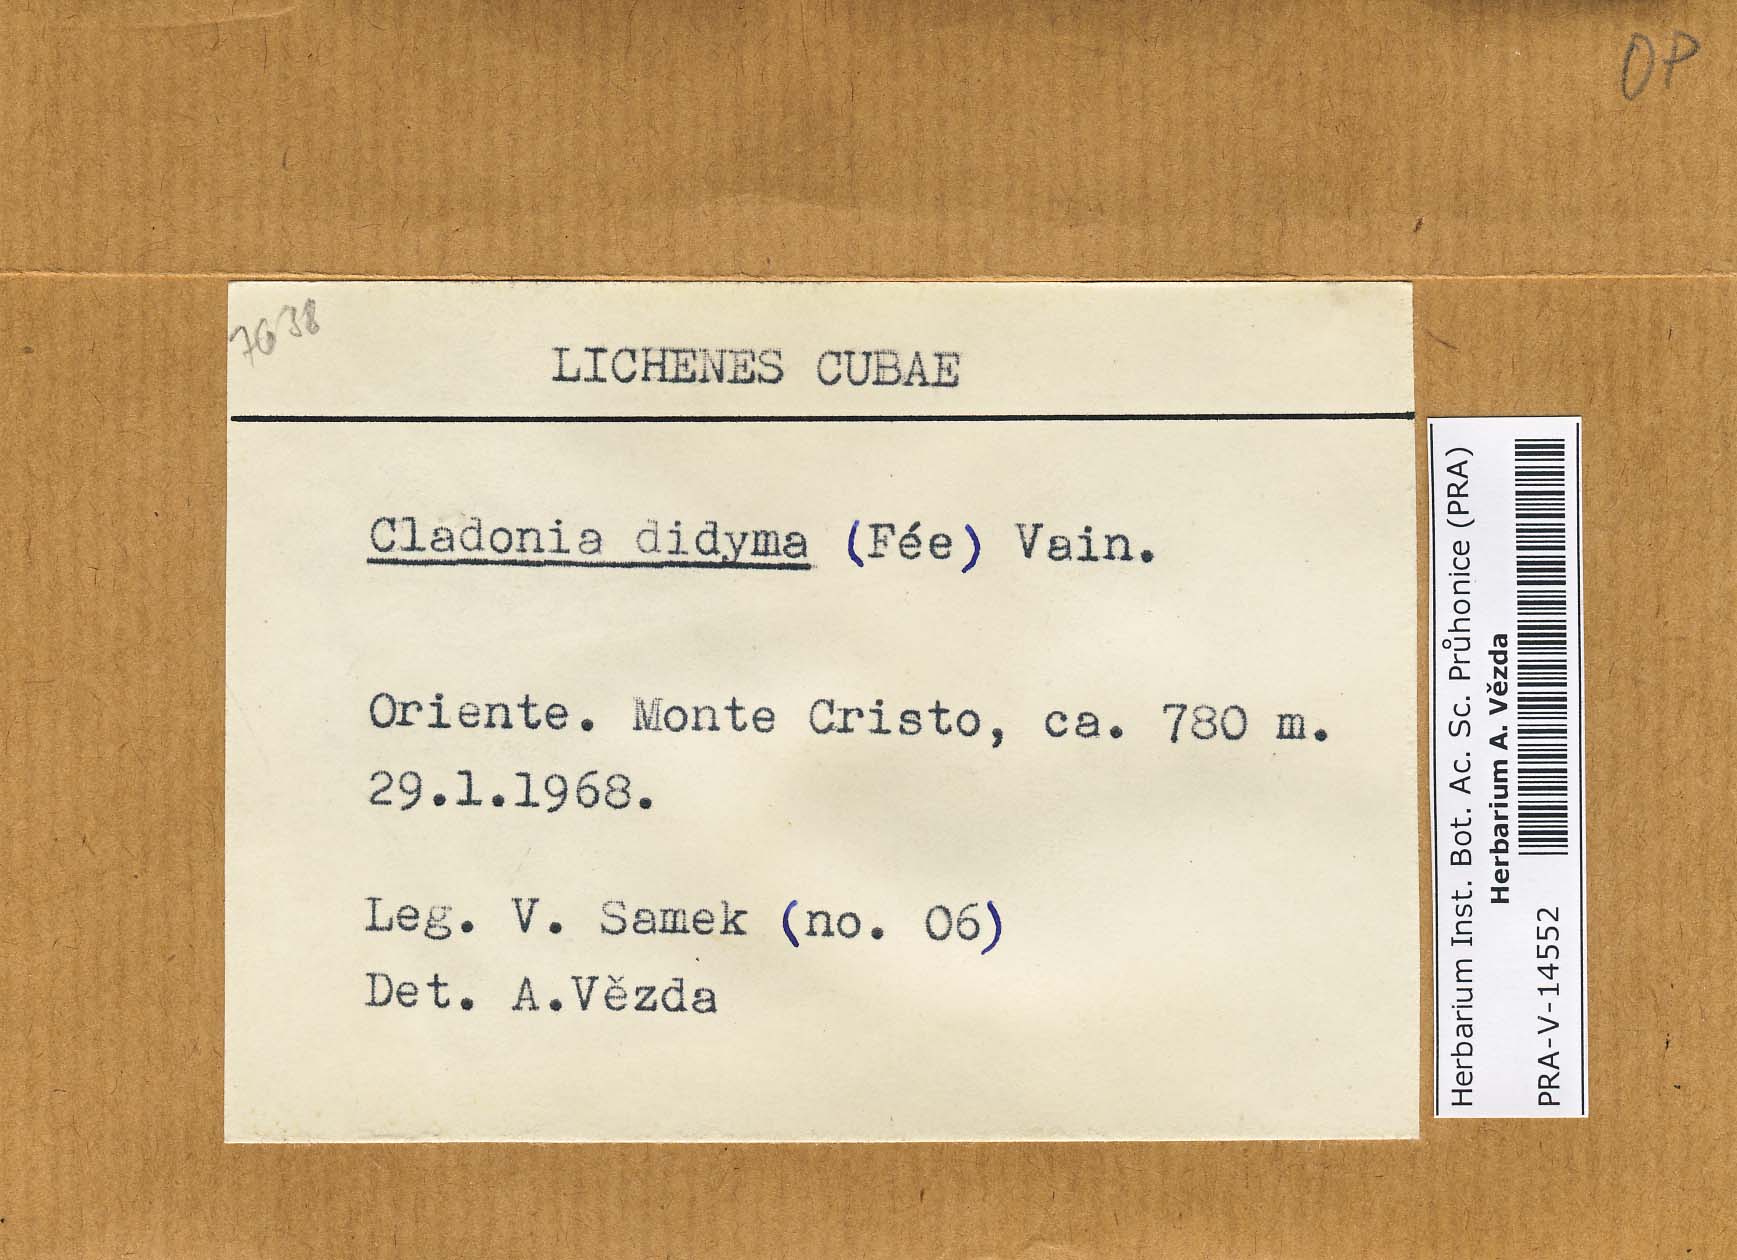 OP
7638
LICHENES CUBAE
Cladonia didyma (Fée) Vain.
Oriente. Monte Cristo, ca. 780 m.
29.1.1968.
Leg. V. Samek (no. 06)
Det. A.Vězda
Herbarium Inst. Bot. Ac. Sc. Průhonice (PRA)
Herbarium A. Vězda
PRA-V-14552